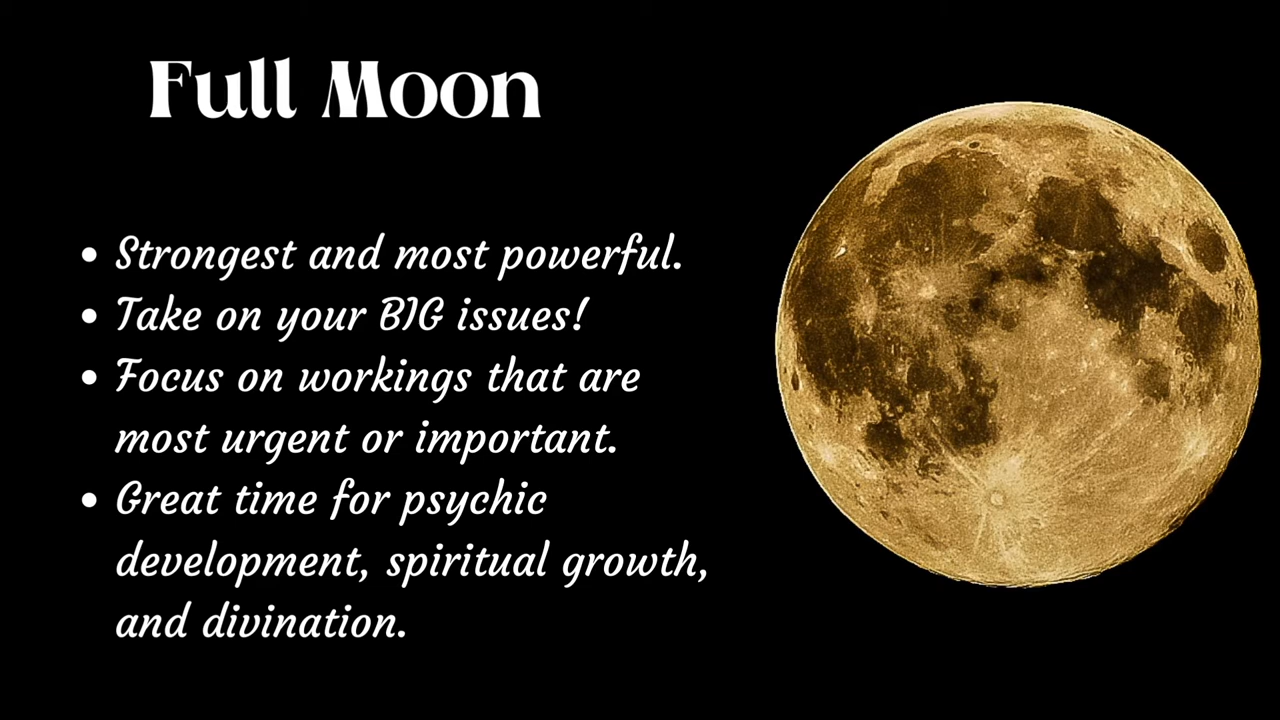 Full Moon
• Strongest and most powerful.
• Take on your BIG issues!
• Focus on workings that are
most urgent or important.
• Great time for psychic
development, spiritual growth,
and divination.